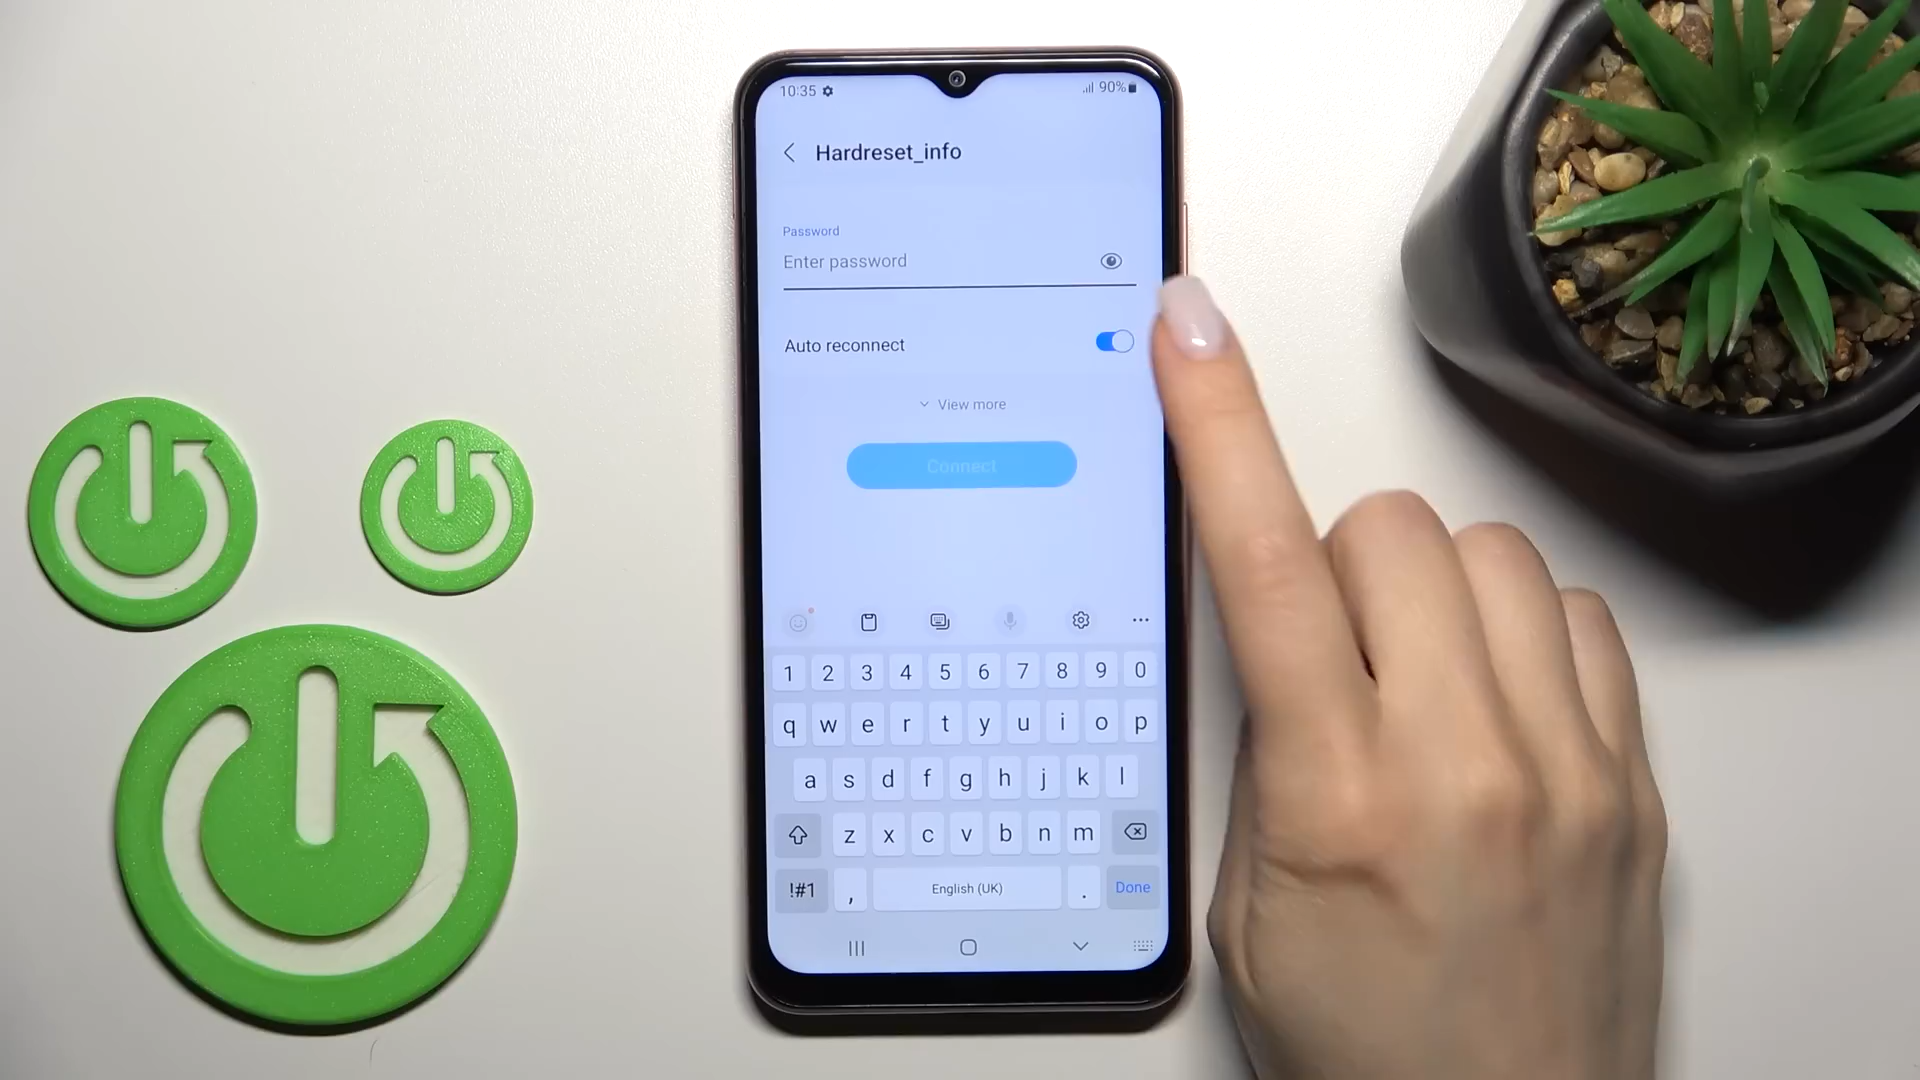 10:35 90%
Hardreset_info
Password
Enter password
Auto reconnect
View more
Connect
1 2 3 4 5 6 7 8 9 0
q w e r t y u i o p
a s d f g h j k l
z x c v b n m
!#1 , English (UK) . Done